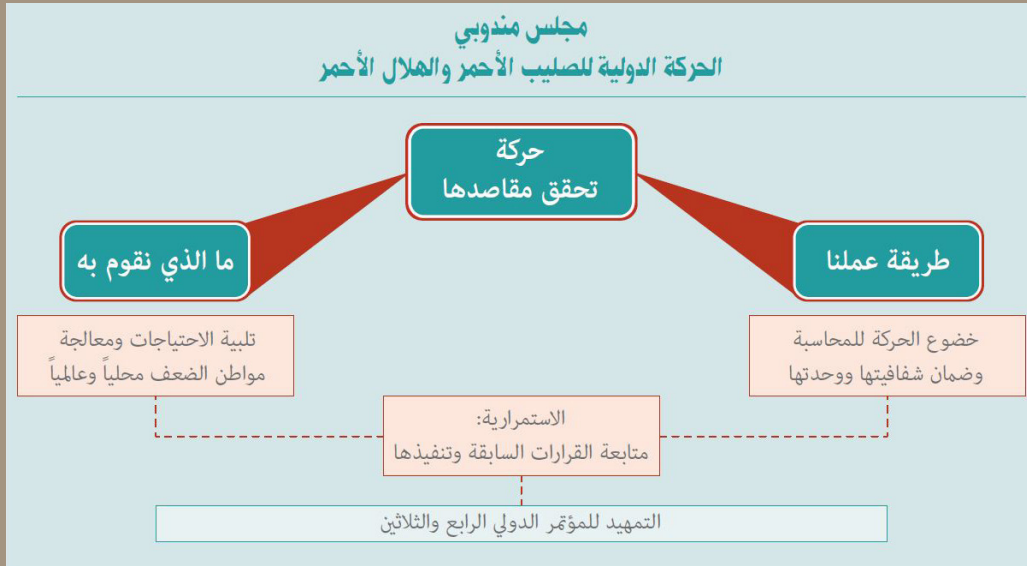 مجلس مندوبي
الحركة الدولية للصليب الأحمر والهلال الأحمر
حركة
تحقق مقاصدها
طريقة عملنا
ما الذي نقوم به
خضوع الحركة للمحاسبة
وضمان شفافيتها ووحدتها
تلبية الاحتياجات ومعالجة
مواطن الضعف محلياً وعالمياً
الاستمرارية:
متابعة القرارات السابقة وتنفيذها
التمهيد للمؤتمر الدولي الرابع والثلاثين